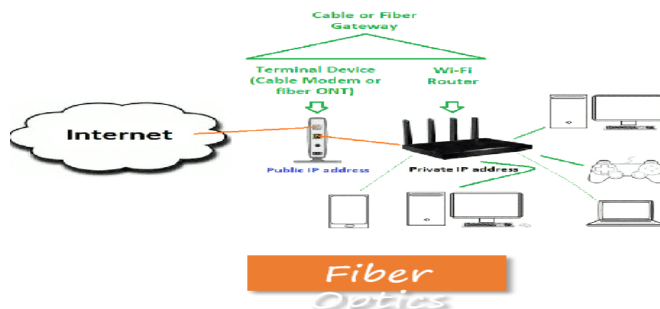 Cable or Fiber
Gateway
Terminal Device
(Cable Modem or
fiber ONT)
Wi-Fi
Router
Internet
Public IP address
Private IP address
Fiber
Optics